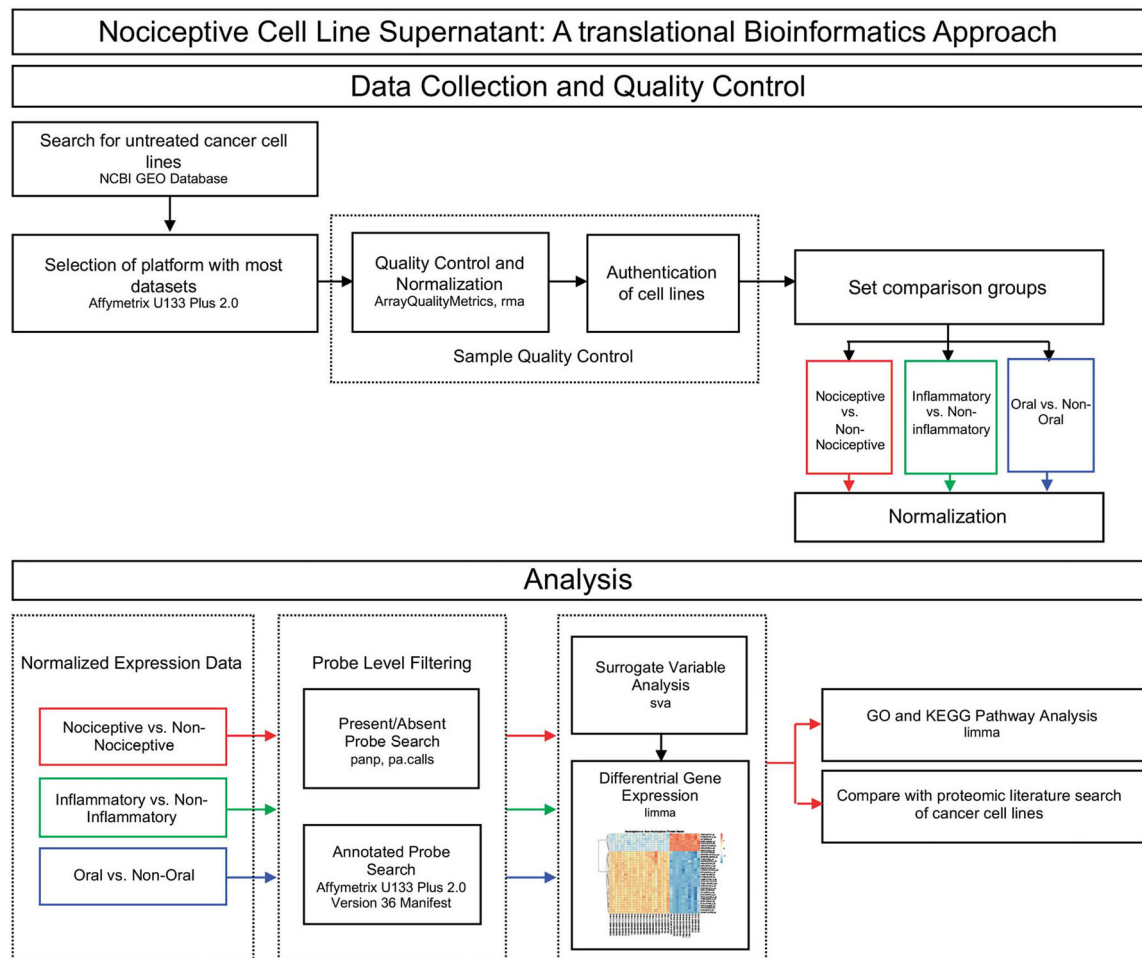 Nociceptive Cell Line Supernatant: A translational Bioinformatics Approach
Data Collection and Quality Control
Search for untreated cancer cell
lines
NCBI GEO Database
Selection of platform with most
datasets
Affymetrix U133 Plus 2.0
Quality Control and
Normalization
ArrayQualityMetrics, rma
Authentication
of cell lines
Sample Quality Control
Set comparison groups
Nociceptive
vs.
Non-
Nociceptive
Inflammatory
vs. Non-
inflammatory
Oral vs. Non-
Oral
Normalization
Analysis
Normalized Expression Data
Nociceptive vs. Non-
Nociceptive
Inflammatory vs. Non-
Inflammatory
Oral vs. Non-Oral
Probe Level Filtering
Present/Absent
Probe Search
panp, pa.calls
Annotated Probe
Search
Affymetrix U133 Plus 2.0
Version 36 Manifest
Surrogate Variable
Analysis
sva
Differentrial Gene
Expression
limma
GO and KEGG Pathway Analysis
limma
Compare with proteomic literature search
of cancer cell lines